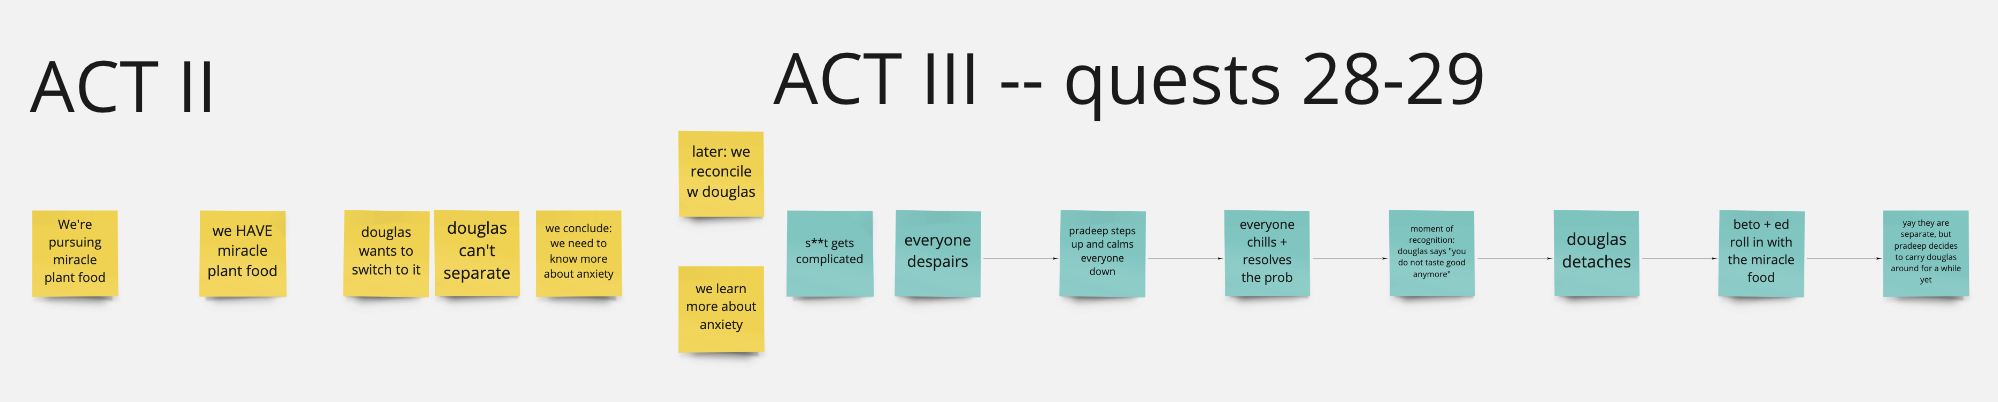 ACT II
ACT III -- quests 28-29
We're
pursuing
miracle
plant food
we HAVE
miracle
plant food
douglas
wants to
switch to it
douglas
can't
separate
we conclude:
we need to
know more
about anxiety
later: we
reconcile
w douglas
we learn
more about
anxiety
s**t gets
complicated
everyone
despairs
pradeep steps
up and calms
everyone
down
everyone
chills +
resolves
the prob
moment of
recognition:
douglas says "you
do not taste good
anymore"
douglas
detaches
beto + ed
roll in with
the miracle
food
yay they are
separate, but
pradeep decides
to carry douglas
around for a while
yet